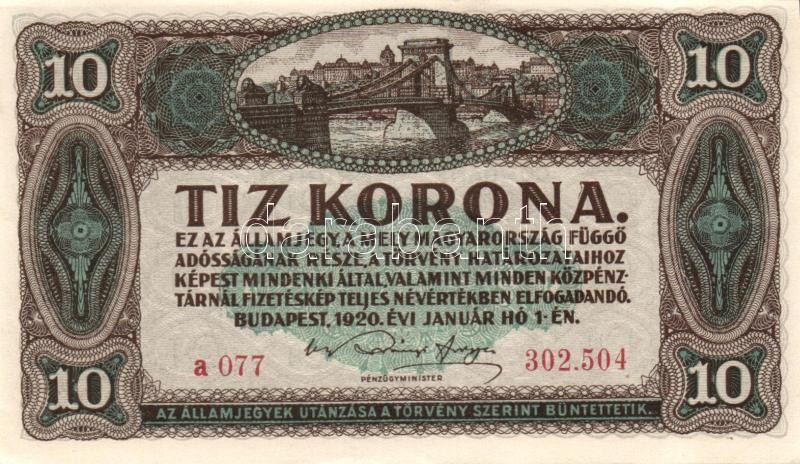 10 10
TIZ KORONA.
EZ AZ ÁLLAMJEGY, A MELY MAGYARORSZÁG FÜGGŐ
ADÓSSÁGÁNAK RÉSZE, A TÖRVÉNY HATÁROZATAIHOZ
KÉPEST MINDENKI ÁLTAL, VALAMINT MINDEN KÖZPÉNZ-
TÁRNÁL FIZETÉSKÉP TELJES NÉVÉRTÉKBEN ELFOGADANDÓ.
BUDAPEST, 1920. ÉVI JANUÁR HÓ 1-ÉN.
a 077 302.504
PÉNZÜGYMINISTER
10 10
AZ ÁLLAMJEGYEK UTÁNZÁSA A TÖRVÉNY SZERINT BÜNTETTETIK.